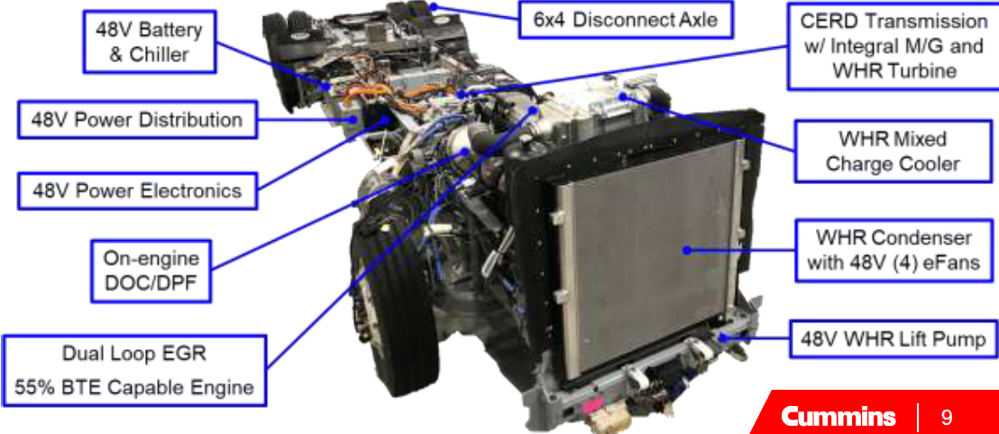 48V Battery
& Chiller
6x4 Disconnect Axle
CERD Transmission
w/ Integral M/G and
WHR Turbine
48V Power Distribution
WHR Mixed
Charge Cooler
48V Power Electronics
On-engine
DOC/DPF
WHR Condenser
with 48V (4) eFans
Dual Loop EGR
55% BTE Capable Engine
48V WHR Lift Pump
Cummins | 9